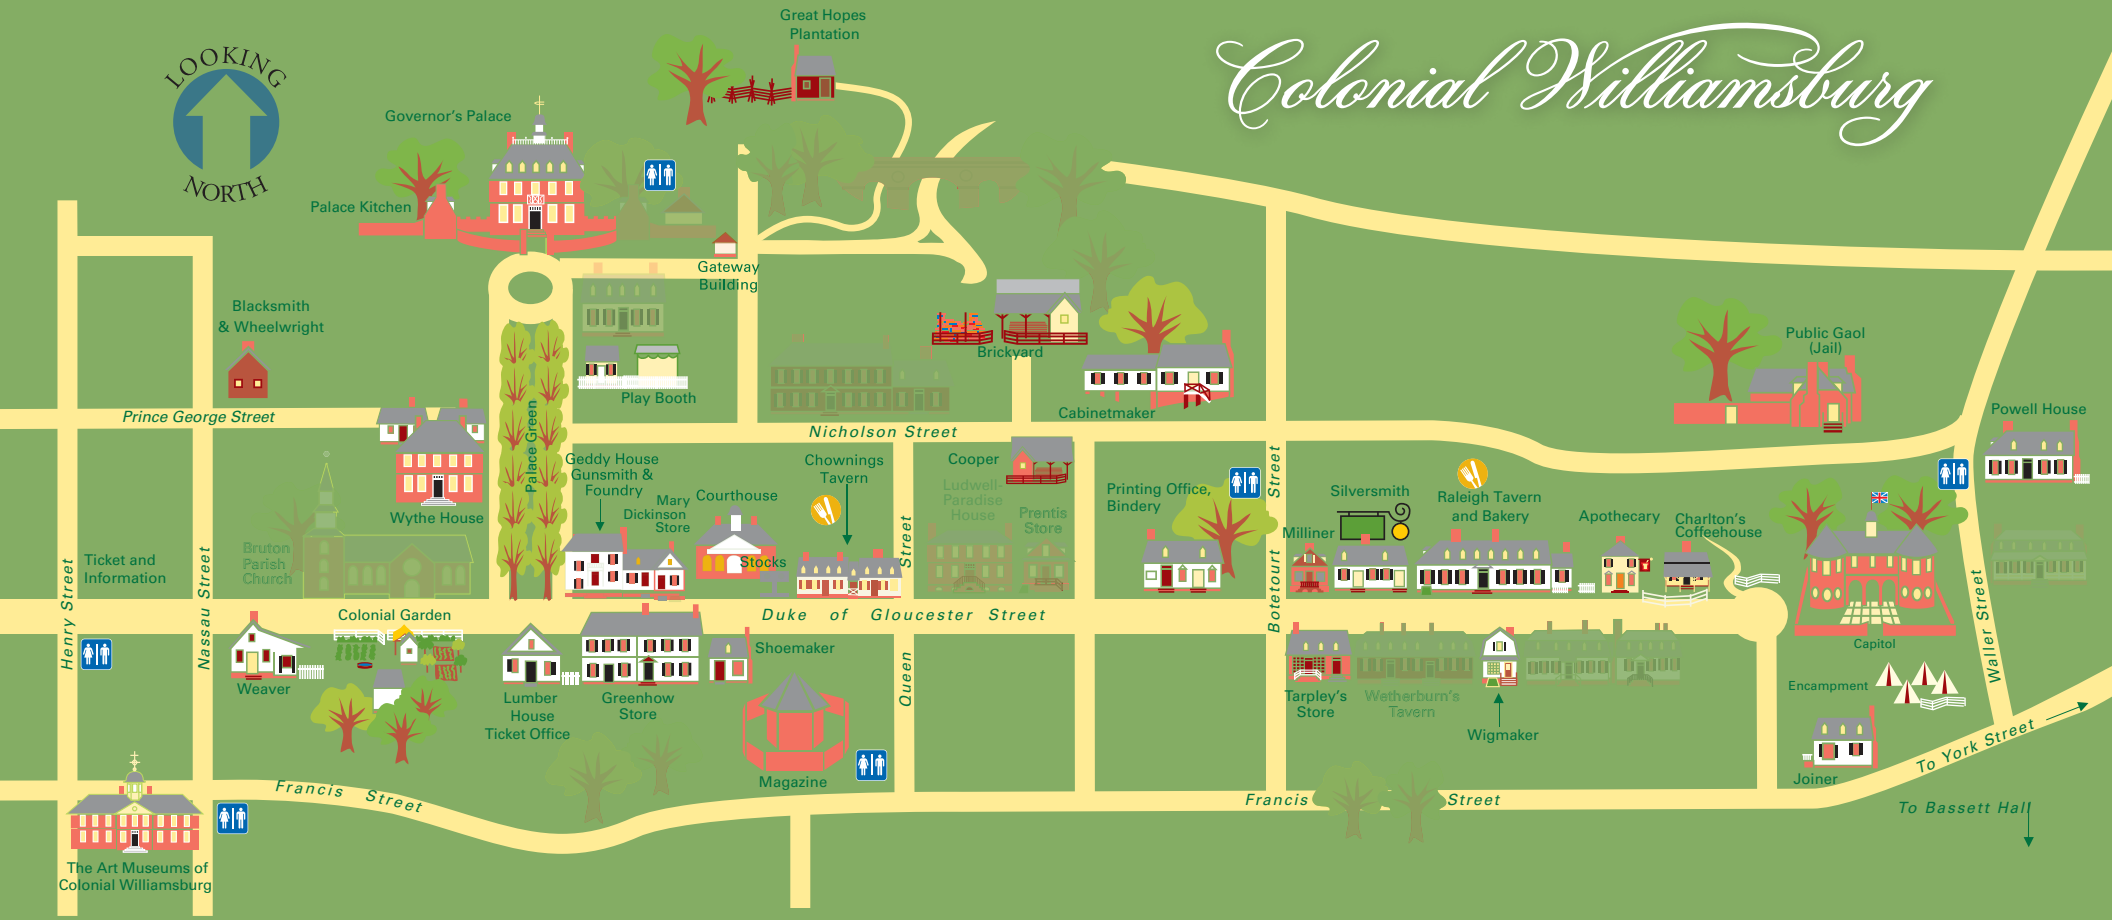 Great Hopes
Plantation
Colonial Williamsburg
LOOKING
NORTH
Governor's Palace
Palace Kitchen
Gateway
Building
Blacksmith
& Wheelwright
Play Booth
Brickyard
Cabinetmaker
Public Gaol
(Jail)
Powell House
Prince George Street
Nicholson Street
Palace Green
Wythe House
Geddy House
Gunsmith &
Foundry
Mary
Dickinson
Store
Courthouse
Stocks
Chownings
Tavern
Cooper
Ludwell-
Paradise
House
Prentis
Store
Printing Office,
Bindery
Milliner
Silversmith
Raleigh Tavern
and Bakery
Apothecary
Charlton's
Coffeehouse
Bruton
Parish
Church
Ticket and
Information
Henry Street
Nassau Street
Queen Street
Botetourt Street
Waller Street
Duke of Gloucester Street
Colonial Garden
Weaver
Lumber
House
Ticket Office
Greenhow
Store
Shoemaker
Magazine
Tarpley's
Store
Wetherburn's
Tavern
Wigmaker
Capitol
Encampment
Joiner
To York Street
To Bassett Hall
Francis Street
Francis Street
The Art Museums of
Colonial Williamsburg